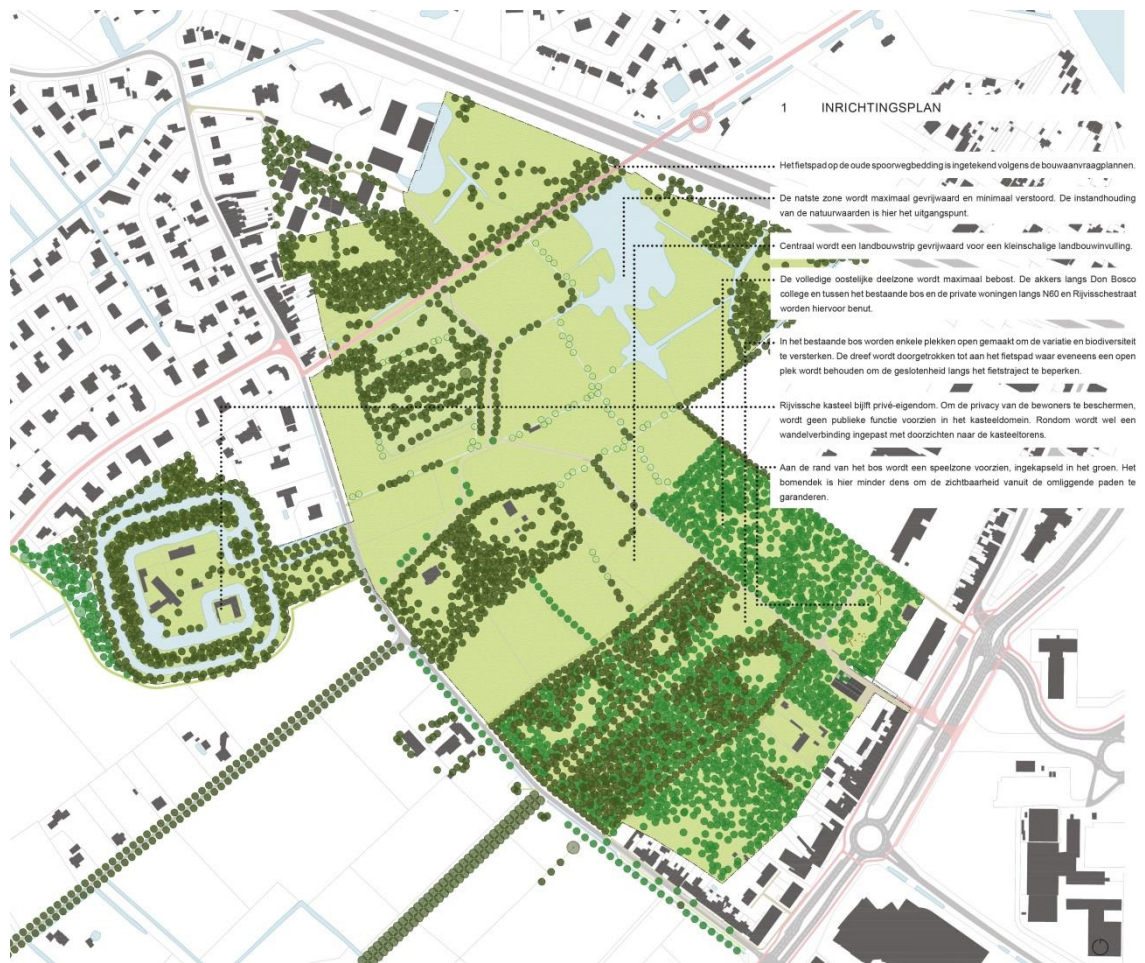 1 INRICHTINGSPLAN
Het fietspad op de oude spoorwegbedding is ingetekend volgens de bouwaanvraagplannen.
De natste zone wordt maximaal gevrijwaard en minimaal verstoord. De instandhouding
van de natuurwaarden is hier het uitgangspunt.
Centraal wordt een landbouwstrip gevrijwaard voor een kleinschalige landbouwinvulling.
De volledige oostelijke deelzone wordt maximaal bebost. De akkers langs Don Bosco
college en tussen het bestaande bos en de private woningen langs N60 en Rijvisschestraat
worden hiervoor benut.
In het bestaande bos worden enkele plekken open gemaakt om de variatie en biodiversiteit
te versterken. De dreef wordt doorgetrokken tot aan het fietspad waar eveneens een open
plek wordt behouden om de geslotenheid langs het fietstraject te beperken.
Rijvissche kasteel bijft privé-eigendom. Om de privacy van de bewoners te beschermen,
wordt geen publieke functie voorzien in het kasteeldomein. Rondom wordt wel een
wandelverbinding ingepast met doorzichten naar de kasteeltorens.
Aan de rand van het bos wordt een speelzone voorzien, ingekapseld in het groen. Het
bomendek is hier minder dens om de zichtbaarheid vanuit de omliggende paden te
garanderen.